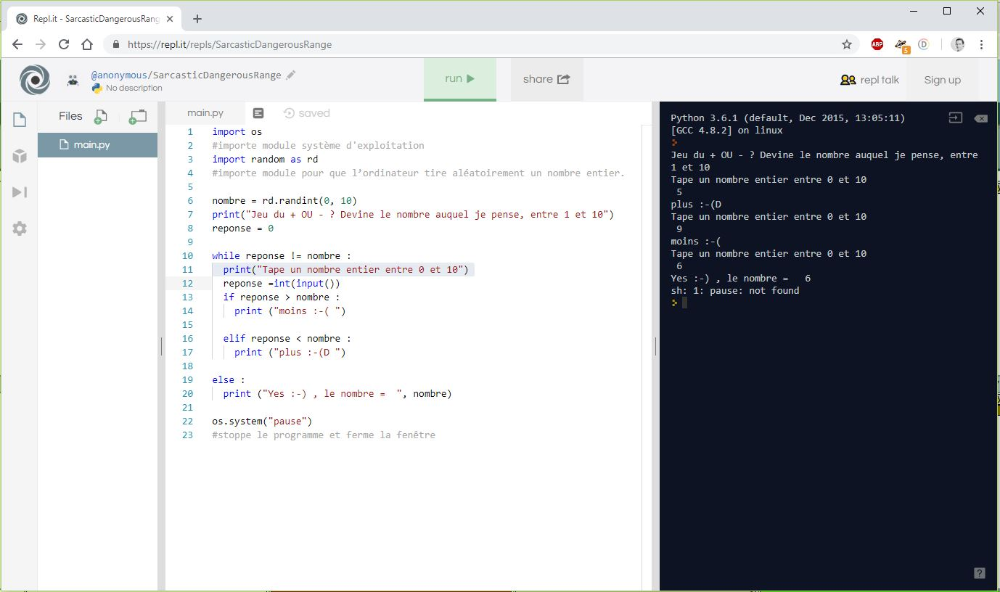 Repl.it - SarcasticDangerousRang
https://repl.it/repls/SarcasticDangerousRange
ABP
5
D
@anonymous/SarcasticDangerousRange
No description
run
share
repl talk
Sign up
Files
main.py
main.py
saved
1 import os
2 #importe module système d'exploitation
3 import random as rd
4 #importe module pour que l’ordinateur tire aléatoirement un nombre entier.
5
6 nombre = rd.randint(0, 10)
7 print("Jeu du + OU - ? Devine le nombre auquel je pense, entre 1 et 10")
8 reponse = 0
9
10 while reponse != nombre :
11   print("Tape un nombre entier entre 0 et 10")
12   reponse =int(input())
13   if reponse > nombre :
14     print ("moins :-( ")
15
16   elif reponse < nombre :
17     print ("plus :-(D ")
18
19 else :
20   print ("Yes :-) , le nombre =  ", nombre)
21
22 os.system("pause")
23 #stoppe le programme et ferme la fenêtre
Python 3.6.1 (default, Dec 2015, 13:05:11)
[GCC 4.8.2] on linux
Jeu du + OU - ? Devine le nombre auquel je pense, entre
1 et 10
Tape un nombre entier entre 0 et 10
 5
plus :-(D
Tape un nombre entier entre 0 et 10
 9
moins :-(
Tape un nombre entier entre 0 et 10
 6
Yes :-) , le nombre =   6
sh: 1: pause: not found
?